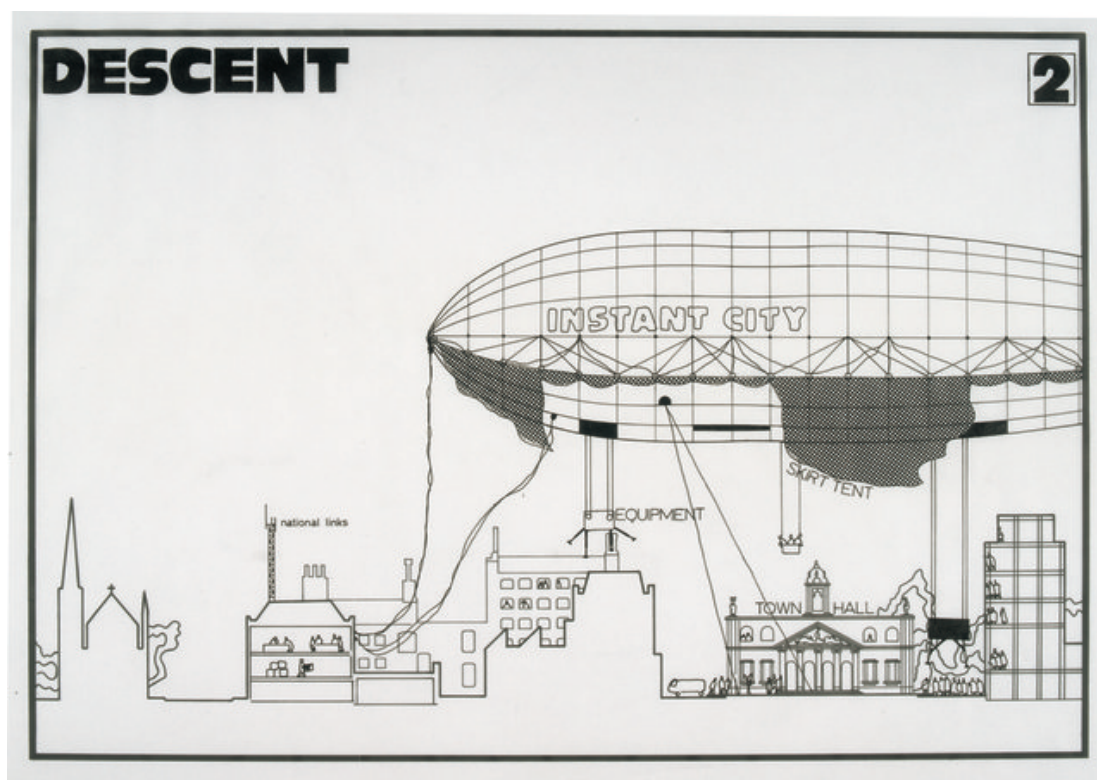 DESCENT
2
INSTANT CITY
SKIRT TENT
national links
EQUIPMENT
TOWN HALL